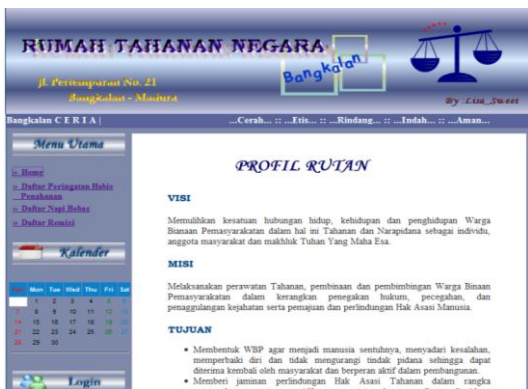 RUMAH TAHANAN NEGARA
Bangkalan
jl. Pertempuran No. 21
Bangkalan - Madura
By :Lisa_Sweet
Bangkalan C E R I A |
...Cerah... :: ...Etis... :: ...Rindang... :: ...Indah... :: ...Aman...
Menu Utama
» Home
» Daftar Peringatan Habis
Penahanan
» Daftar Napi Bebas
» Daftar Remisi
Kalender
Sun Mon Tue Wed Thu Fri Sat
1 2 3 4 5 6
7 8 9 10 11 12 13
14 15 16 17 18 19 20
21 22 23 24 25 26 27
28 29 30
Login
PROFIL RUTAN
VISI
Memulihkan kesatuan hubungan hidup, kehidupan dan penghidupan Warga
Bianaan Pemasyarakatan dalam hal ini Tahanan dan Narapidana sebagai individu,
anggota masyarakat dan makhluk Tuhan Yang Maha Esa.
MISI
Melaksanakan perawatan Tahanan, pembinaan dan pembimbingan Warga Binaan
Pemasyarakatan dalam kerangkan penegakan hukum, pecegahan, dan
penaggulangan kejahatan serta pemajuan dan perlindungan Hak Asasi Manusia.
TUJUAN
• Membentuk WBP agar menjadi manusia sentuhnya, menyadari kesalahan,
memperbaiki diri dan tidak mengurangi tindak pidana sehingga dapat
diterima kembali oleh masyarakat dan berperan aktif dalam pembangunan.
• Memberi jaminan perlindungan Hak Asasi Tahanan dalam rangka